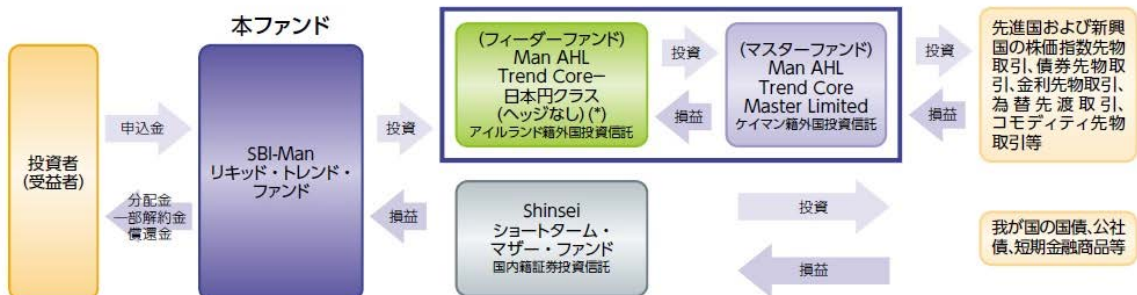 本ファンド
投資者
(受益者)
申込金
分配金
一部解約金
償還金
SBI-Man
リキッド・トレンド・
ファンド
投資
損益
(フィーダーファンド)
Man AHL
Trend Core－
日本円クラス
(ヘッジなし)(*)
アイルランド籍外国投資信託
投資
損益
(マスターファンド)
Man AHL
Trend Core
Master Limited
ケイマン籍外国投資信託
投資
損益
先進国および新興
国の株価指数先物
取引、債券先物取
引、金利先物取引、
為替先渡取引、
コモディティ先物
取引等
Shinsei
ショートターム・
マザー・ファンド
国内籍証券投資信託
投資
損益
我が国の国債、公社
債、短期金融商品等